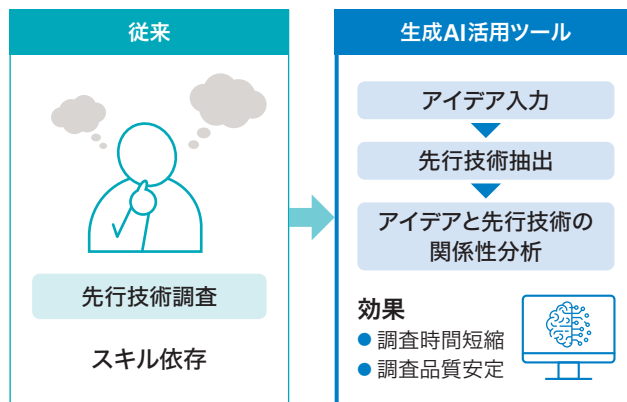 従来
先行技術調査
スキル依存
生成AI活用ツール
アイデア入力
先行技術抽出
アイデアと先行技術の
関係性分析
効果
● 調査時間短縮
● 調査品質安定